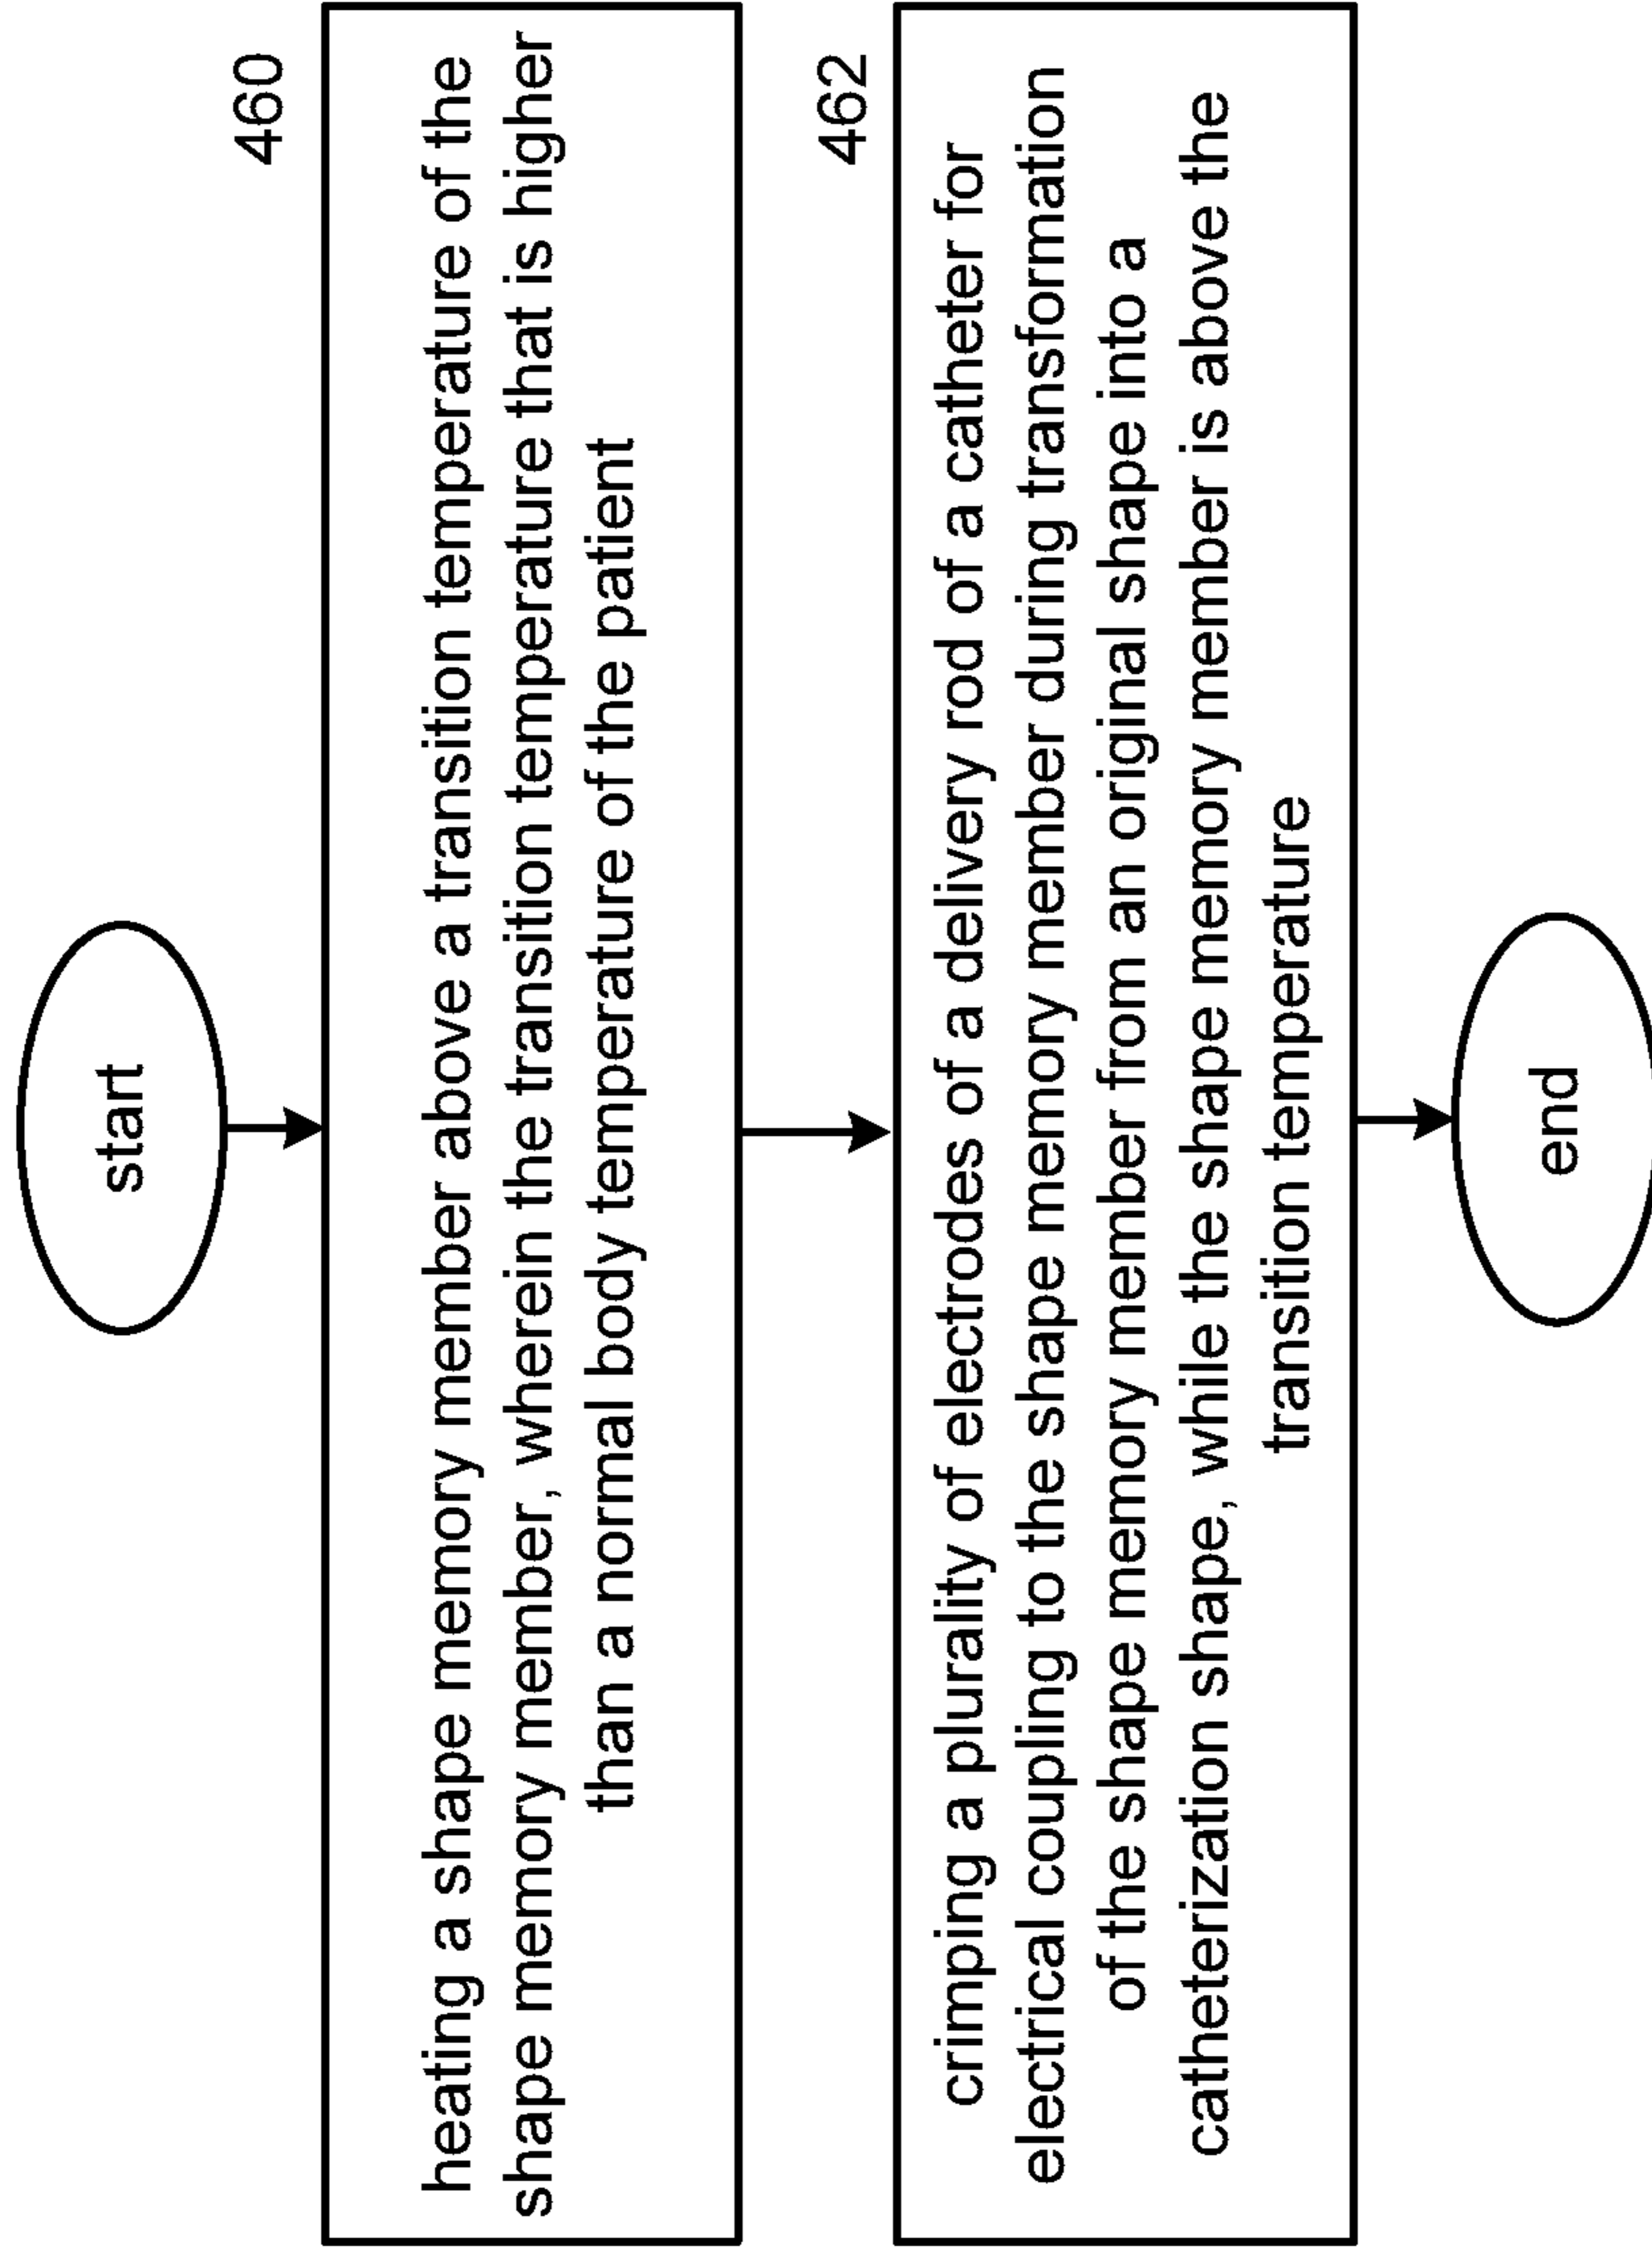 start
460
heating a shape memory member above a transition temperature of the
shape memory member, wherein the transition temperature that is higher
than a normal body temperature of the patient
462
crimping a plurality of electrodes of a delivery rod of a catheter for
electrical coupling to the shape memory member during transformation
of the shape memory member from an original shape into a
catheterization shape, while the shape memory member is above the
transition temperature
end